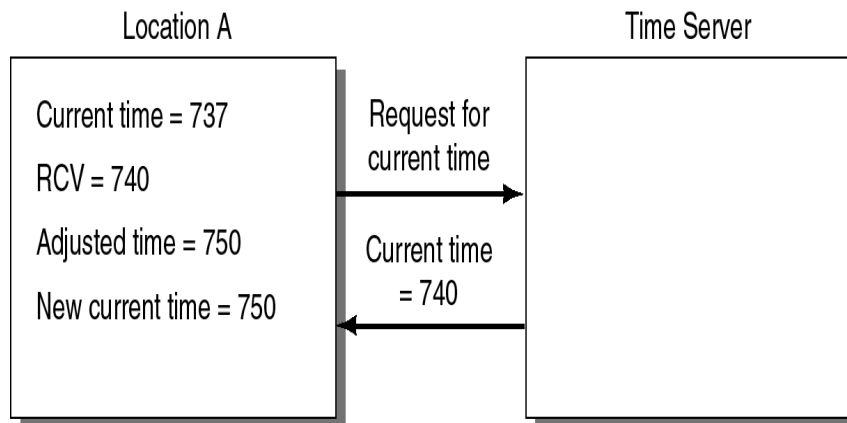 Location A
Time Server
Current time = 737
RCV = 740
Adjusted time = 750
New current time = 750
Request for
current time
Current time
= 740